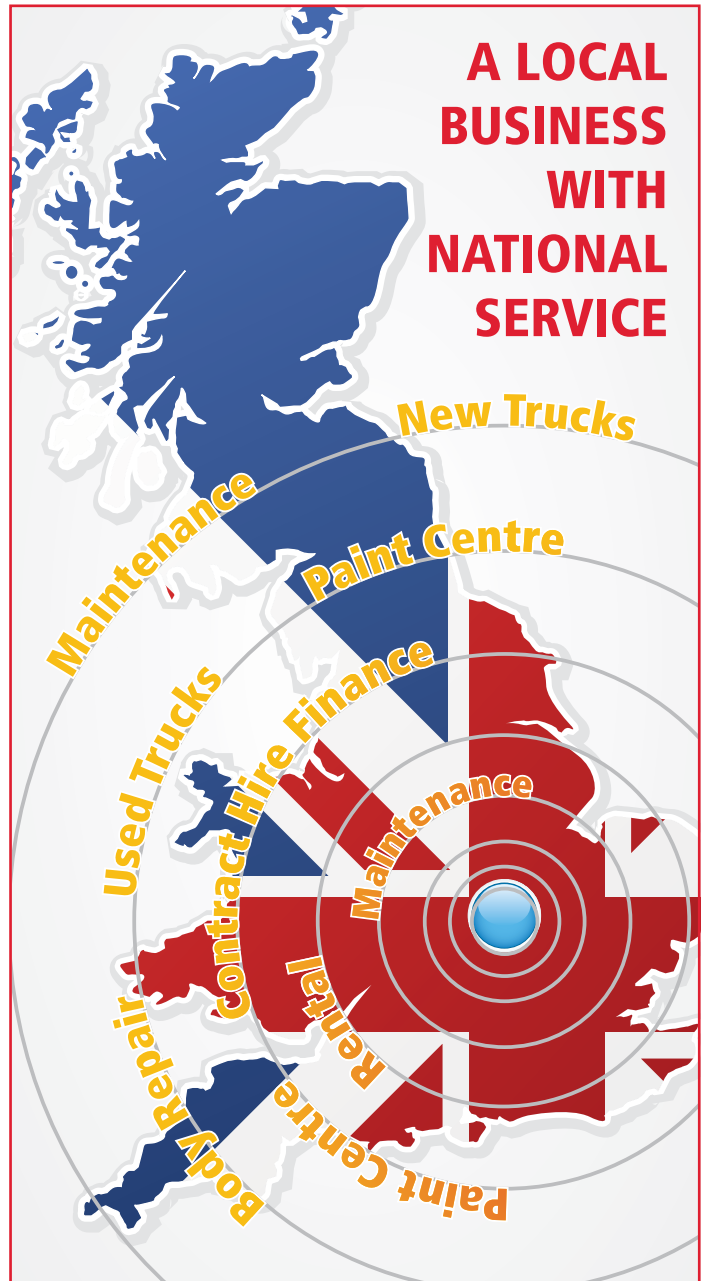 A LOCAL
BUSINESS
WITH
NATIONAL
SERVICE
New Trucks
Maintenance
Paint Centre
Used Trucks
Contract Hire Finance
Maintenance
Rental
Body Repair
Paint Centre